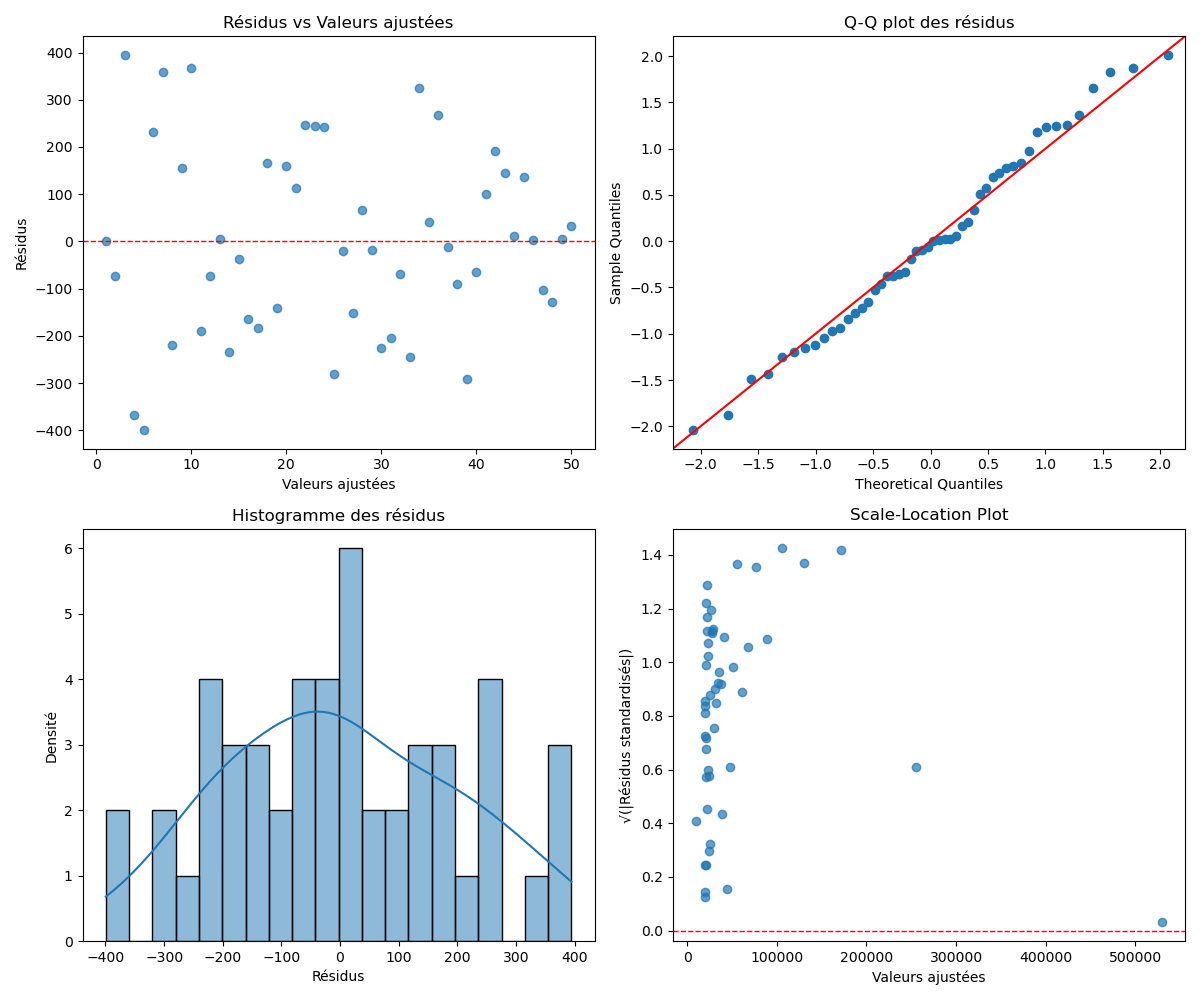 Résidus vs Valeurs ajustées
400
300
200
100
0
−100
−200
−300
−400
Résidus
0 10 20 30 40 50
Valeurs ajustées
Q-Q plot des résidus
2.0
1.5
1.0
0.5
0.0
−0.5
−1.0
−1.5
−2.0
Sample Quantiles
−2.0 −1.5 −1.0 −0.5 0.0 0.5 1.0 1.5 2.0
Theoretical Quantiles
Histogramme des résidus
6
5
4
3
2
1
0
Densité
−400 −300 −200 −100 0 100 200 300 400
Résidus
Scale-Location Plot
1.4
1.2
1.0
0.8
0.6
0.4
0.2
0.0
√(|Résidus standardisés|)
0 100000 200000 300000 400000 500000
Valeurs ajustées